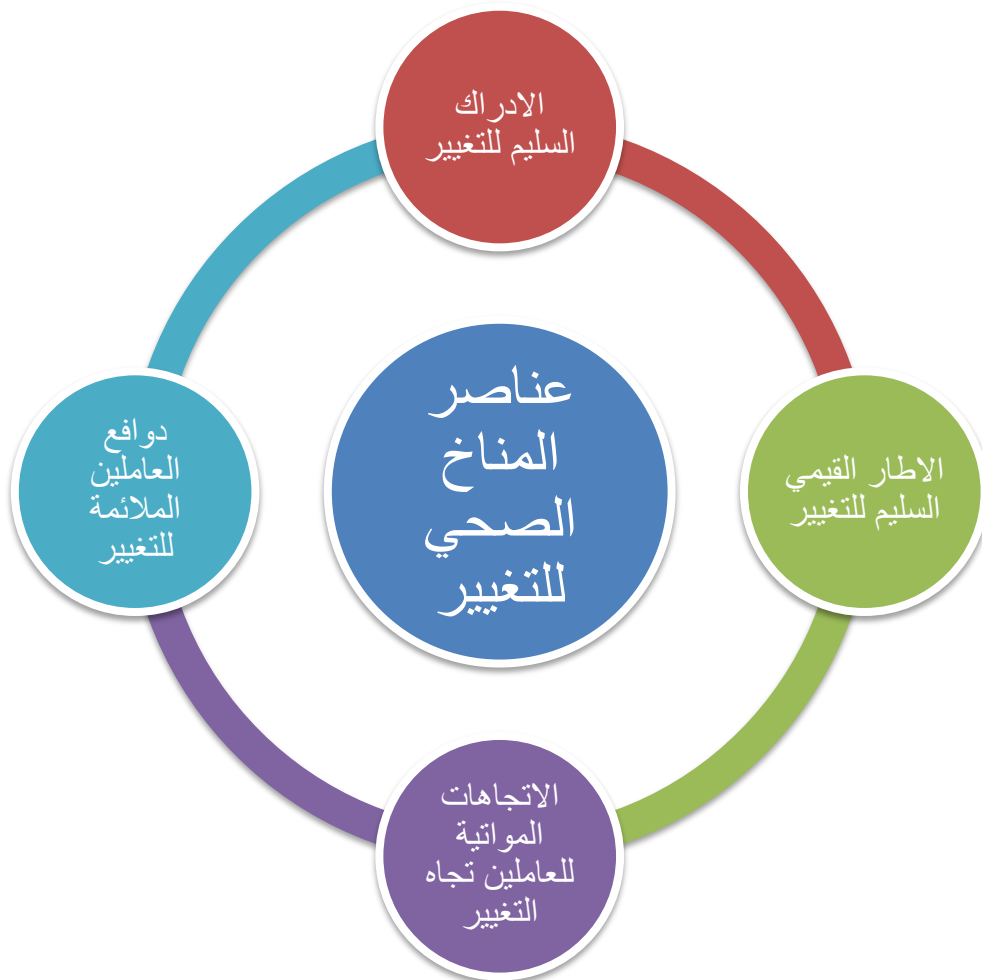 الادراك
السليم للتغيير
عناصر
المناخ
الصحي
للتغيير
الاطار القيمي
السليم للتغيير
الاتجاهات
المواتية
للعاملين تجاه
التغيير
دوافع
العاملين
الملائمة
للتغيير